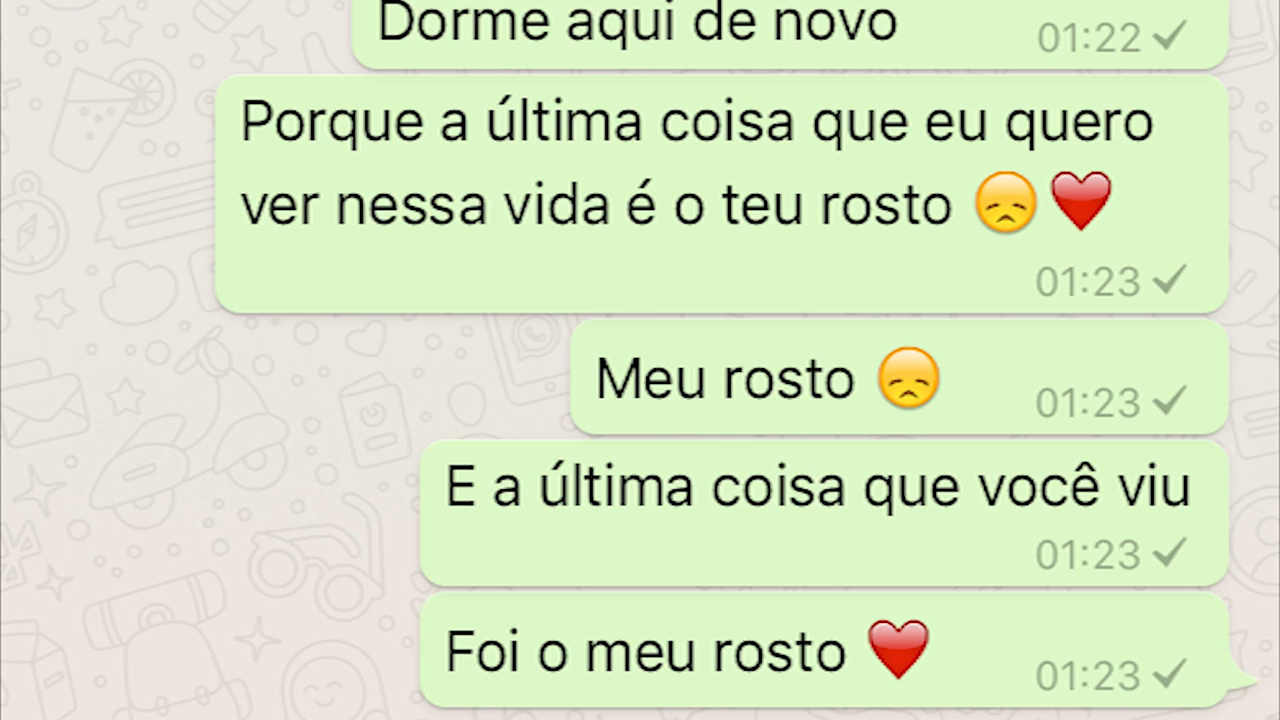 Dorme aqui de novo
01:22
Porque a última coisa que eu quero
ver nessa vida é o teu rosto 😞❤️
01:23
Meu rosto 😞
01:23
E a última coisa que você viu
01:23
Foi o meu rosto ❤️
01:23